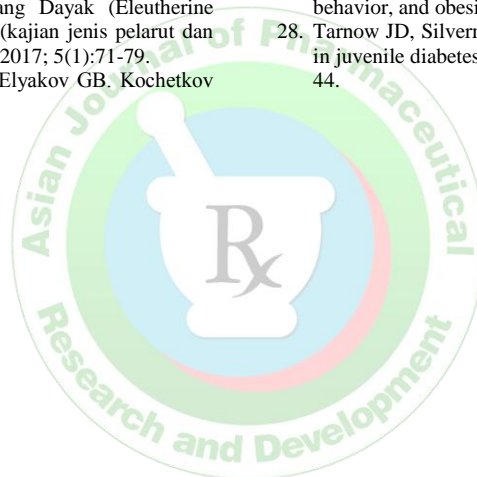 ang Dayak (Eleutherine
(kajian jenis pelarut dan
2017; 5(1):71-79.
Elyakov GB. Kochetkov
behavior, and obesi
28. Tarnow JD, Silvern
in juvenile diabetes
44.
Asian Journal of Pharmaceutical
Research and Development
Rx